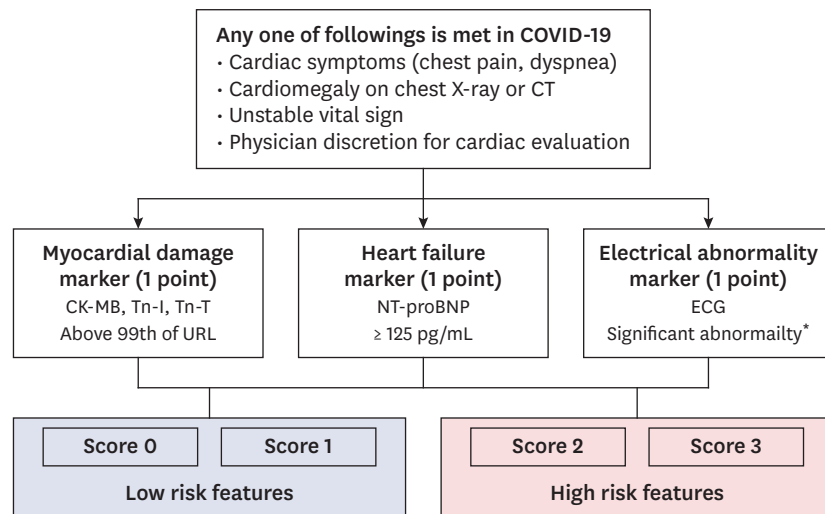 Any one of followings is met in COVID-19
· Cardiac symptoms (chest pain, dyspnea)
· Cardiomegaly on chest X-ray or CT
· Unstable vital sign
· Physician discretion for cardiac evaluation
Myocardial damage
marker (1 point)
CK-MB, Tn-I, Tn-T
Above 99th of URL
Heart failure
marker (1 point)
NT-proBNP
≥ 125 pg/mL
Electrical abnormality
marker (1 point)
ECG
Significant abnormailty*
Score 0
Score 1
Low risk features
Score 2
Score 3
High risk features